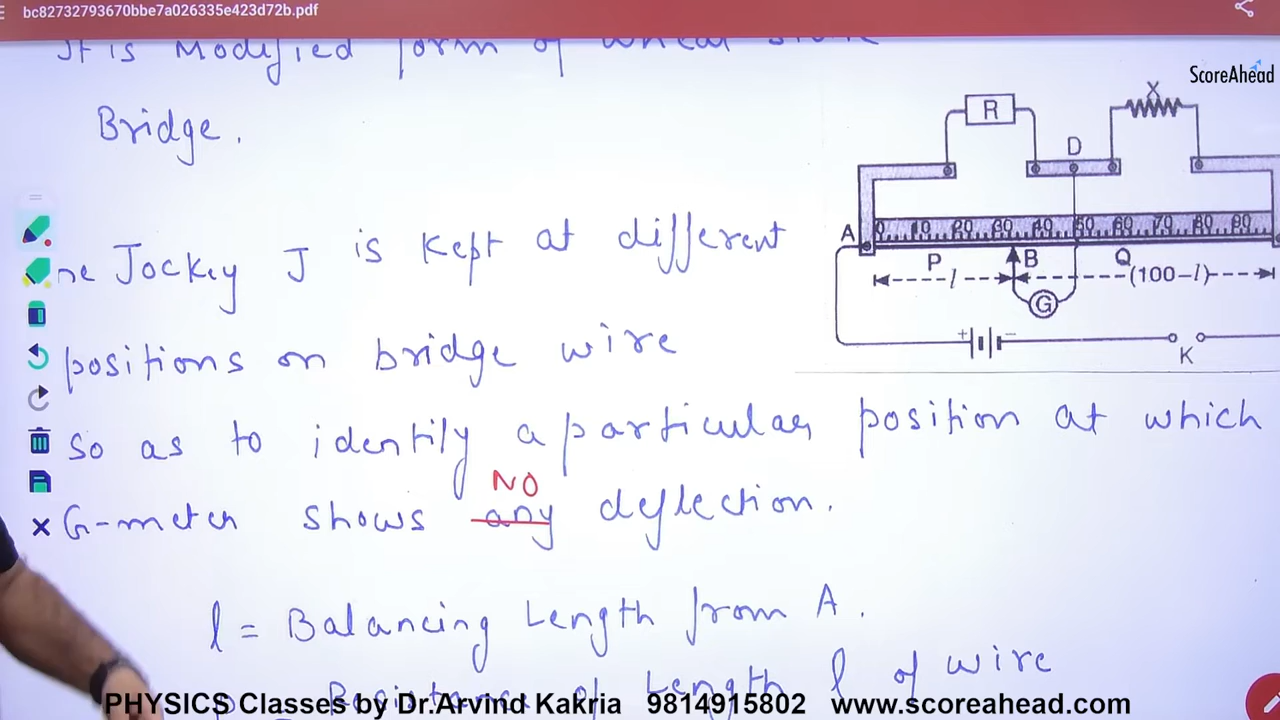 bc82732793670bbe7a026335e423d72b.pdf
It is Modified form of
ScoreAhead
Bridge.
X
R
D
0 10 20 30 40 50 60 70 80 90
A
P
B
Q
l
(100-l)
G
+ -
K
Jockey J is kept at different
positions on bridge wire
so as to identify a particular position at which
NO
G-meter shows any deflection.
l = Balancing Length from A.
Resistance of Length l of wire
PHYSICS Classes by Dr.Arvind Kakria 9814915802 www.scoreahead.com